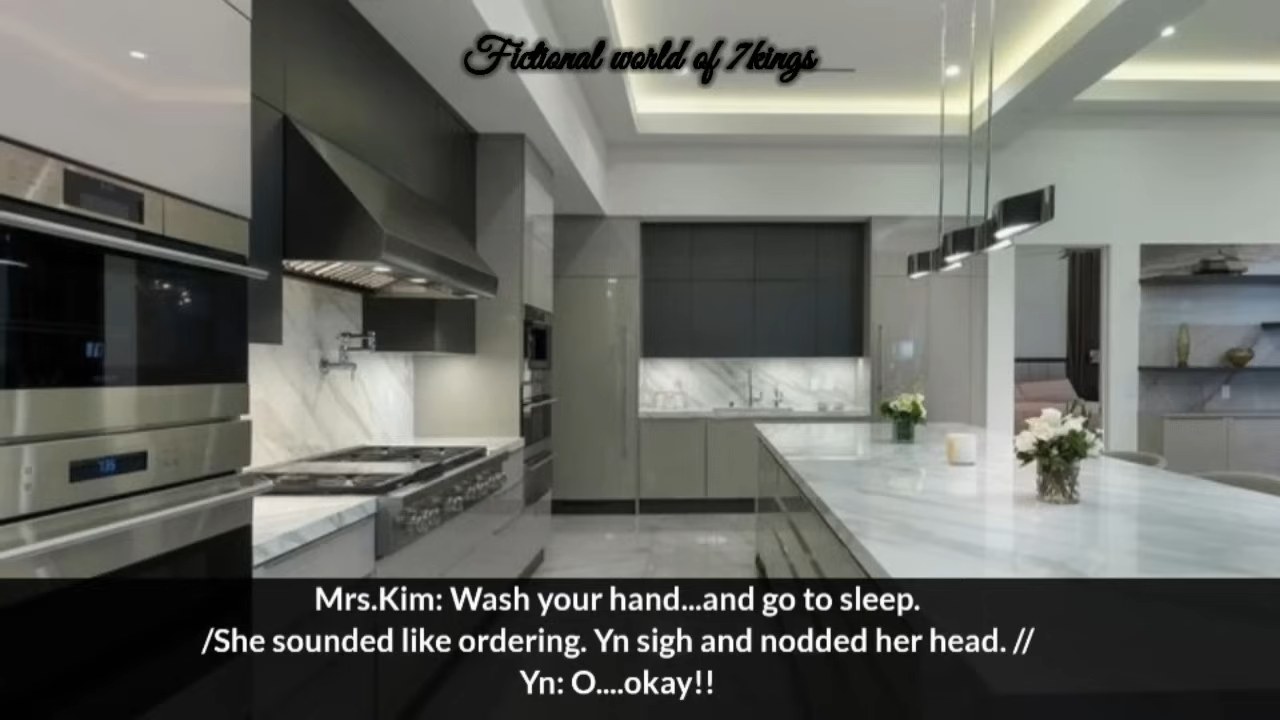 Fictional world of 7kings
Mrs.Kim: Wash your hand...and go to sleep.
/She sounded like ordering. Yn sigh and nodded her head. //
Yn: O....okay!!